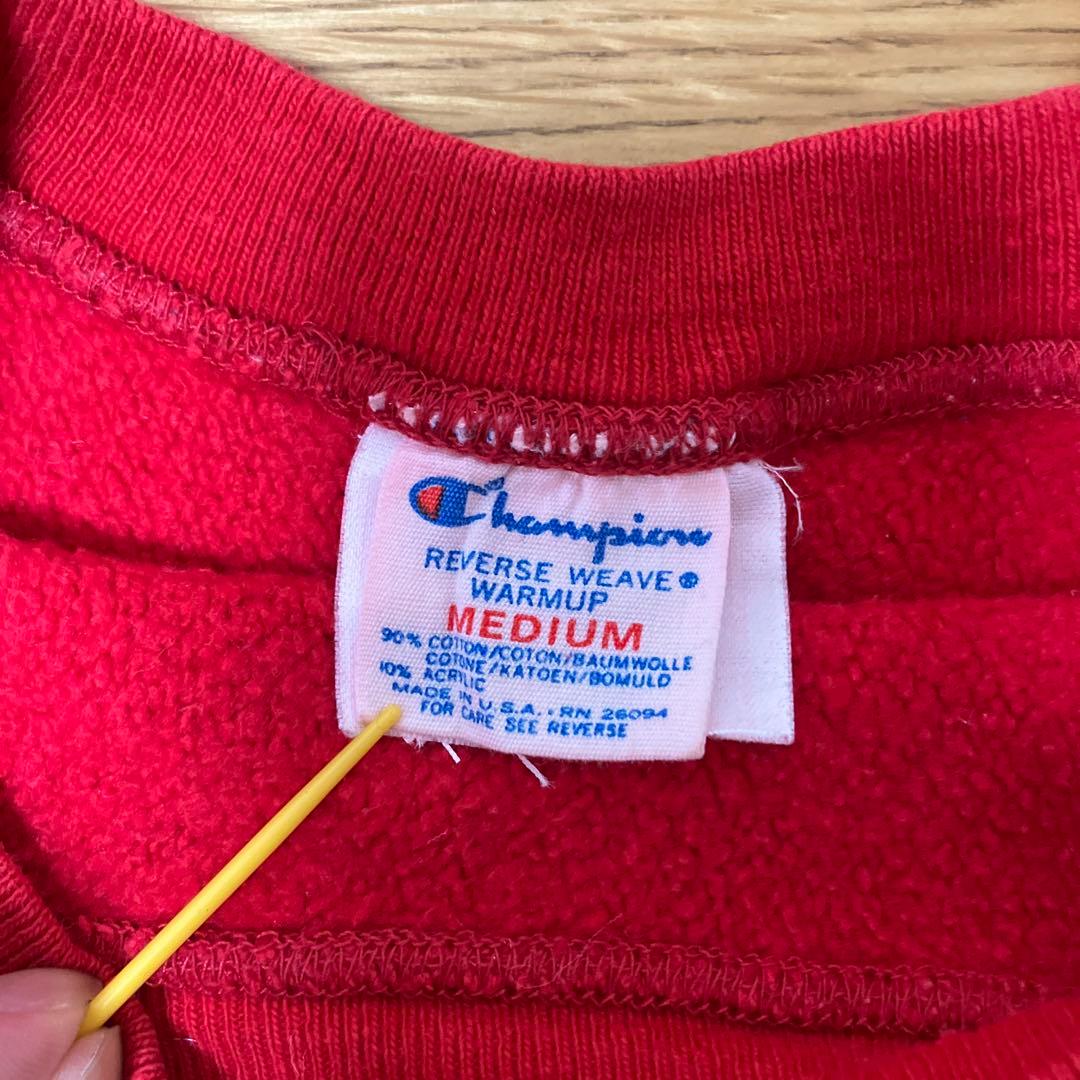 Champion
REVERSE WEAVE®
WARMUP
MEDIUM
90% COTTON/COTON/BAUMWOLLE
COTONE/KATOEN/BOMULD
10% ACRYLIC
MADE IN U.S.A. · RN 26094
FOR CARE SEE REVERSE